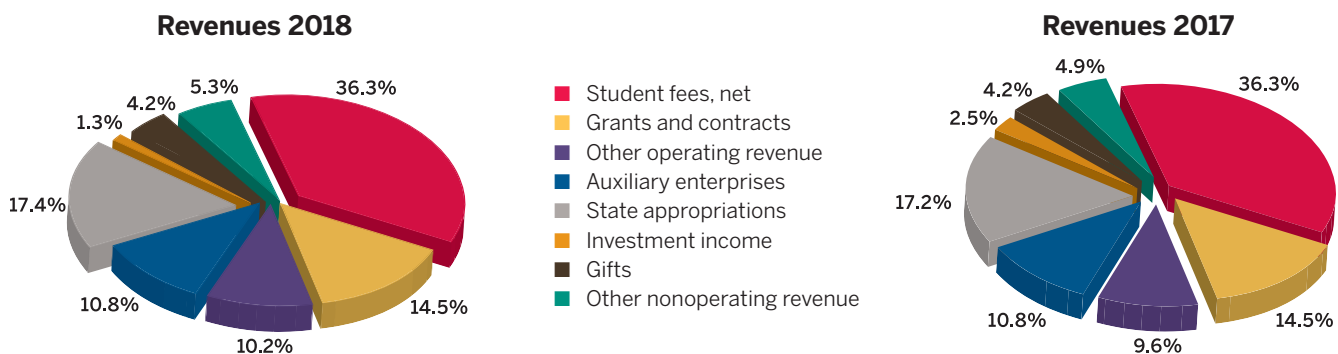 Revenues 2018
36.3%
14.5%
10.2%
10.8%
17.4%
1.3%
4.2%
5.3%
Student fees, net
Grants and contracts
Other operating revenue
Auxiliary enterprises
State appropriations
Investment income
Gifts
Other nonoperating revenue
Revenues 2017
36.3%
14.5%
9.6%
10.8%
17.2%
2.5%
4.2%
4.9%